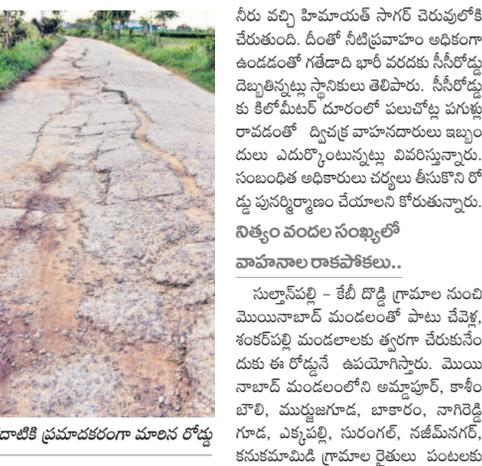 నీరు వచ్చి హిమాయత్ సాగర్ చెరువులోకి
చేరుతుంది. దీంతో నీటిప్రవాహం అధికంగా
ఉండడంతో గతేడాది భారీ వరదకు సీసీరోడ్డు
దెబ్బతిన్నట్లు స్థానికులు తెలిపారు. సీసీరోడ్డు
కు కిలోమీటర్ దూరంలో పలుచోట్ల పగుళ్లు
రావడంతో ద్విచక్ర వాహనదారులు ఇబ్బం
దులు ఎదుర్కొంటున్నట్లు వివరిస్తున్నారు.
సంబంధిత అధికారులు చర్యలు తీసుకొని రో
డ్డు పునర్మిర్మాణం చేయాలని కోరుతున్నారు.
నిత్యం వందల సంఖ్యలో
వాహనాల రాకపోకలు..
సుల్తాన్‌పల్లి – కేబీ దొడ్డి గ్రామాల నుంచి
మొయినాబాద్ మండలంతో పాటు చేవెళ్ల,
శంకర్‌పల్లి మండలాలకు త్వరగా చేరుకునేం
దుకు ఈ రోడ్డునే ఉపయోగిస్తారు. మొయి
నాబాద్ మండలంలోని అమ్డాపూర్, కాశీం
బౌలి, ముర్తుజగూడ, బాకారం, నాగిరెడ్డి
గూడ, ఎక్కపల్లి, సురంగల్, నజీమ్‌నగర్,
కనుకమామిడి గ్రామాల రైతులు పంటలకు
దాటికి ప్రమాదకరంగా మారిన రోడ్డు